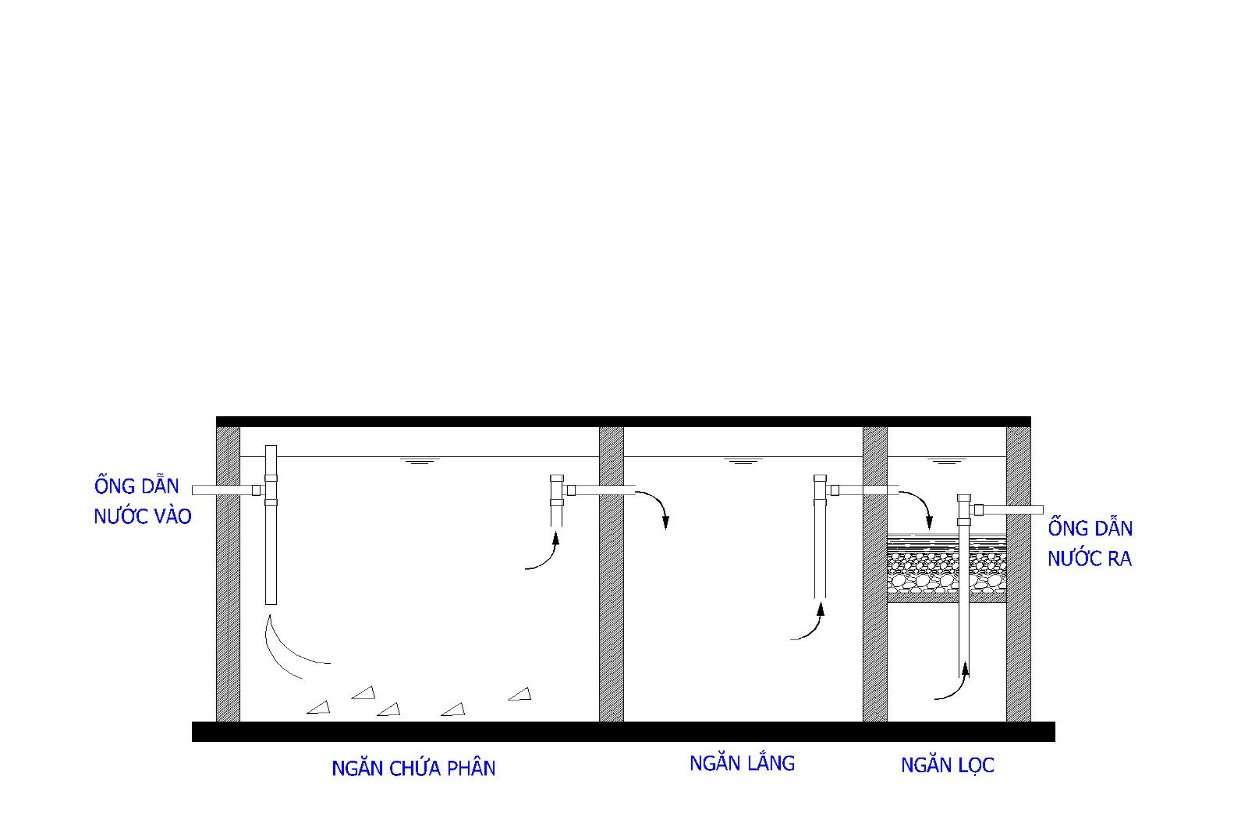 ỐNG DẪN
NƯỚC VÀO
ỐNG DẪN
NƯỚC RA
NGĂN CHỨA PHÂN
NGĂN LẮNG
NGĂN LỌC